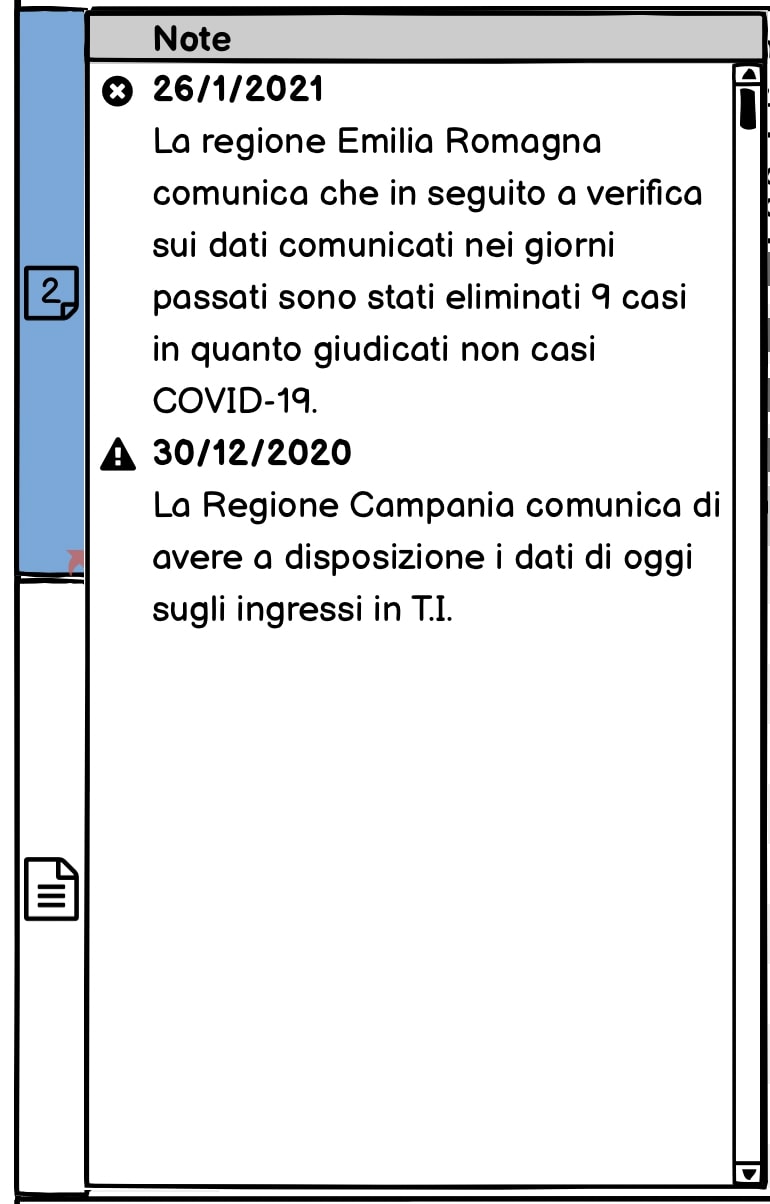 Note
26/1/2021
La regione Emilia Romagna
comunica che in seguito a verifica
sui dati comunicati nei giorni
passati sono stati eliminati 9 casi
in quanto giudicati non casi
COVID-19.
30/12/2020
La Regione Campania comunica di
avere a disposizione i dati di oggi
sugli ingressi in T.I.
2